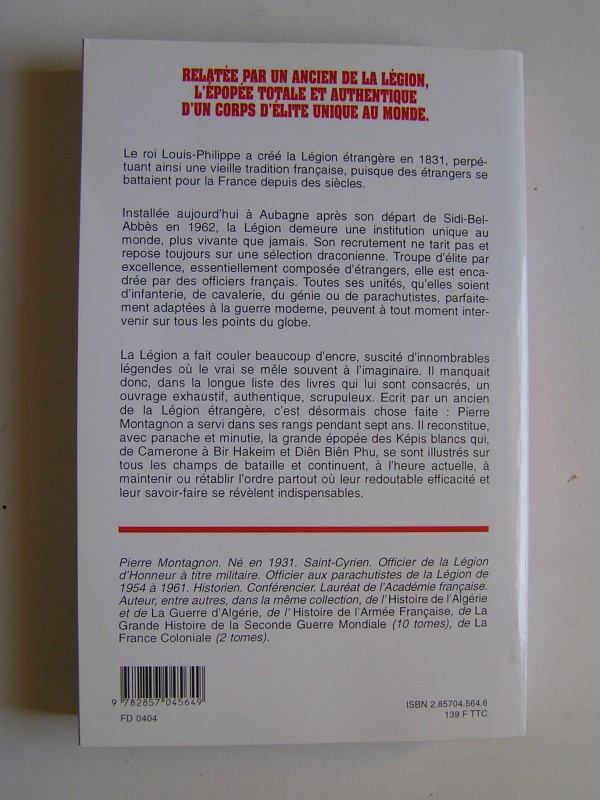 RELATÉE PAR UN ANCIEN DE LA LÉGION,
L'ÉPOPÉE TOTALE ET AUTHENTIQUE
D'UN CORPS D'ÉLITE UNIQUE AU MONDE.
Le roi Louis-Philippe a créé la Légion étrangère en 1831, perpé-
tuant ainsi une vieille tradition française, puisque des étrangers se
battaient pour la France depuis des siècles.
Installée aujourd'hui à Aubagne après son départ de Sidi-Bel-
Abbès en 1962, la Légion demeure une institution unique au
monde, plus vivante que jamais. Son recrutement ne tarit pas et
repose toujours sur une sélection draconienne. Troupe d'élite par
excellence, essentiellement composée d'étrangers, elle est enca-
drée par des officiers français. Toutes ses unités, qu'elles soient
d'infanterie, de cavalerie, du génie ou de parachutistes, parfaite-
ment adaptées à la guerre moderne, peuvent à tout moment inter-
venir sur tous les points du globe.
La Légion a fait couler beaucoup d'encre, suscité d'innombrables
légendes où le vrai se mêle souvent à l'imaginaire. Il manquait
donc, dans la longue liste des livres qui lui sont consacrés, un
ouvrage exhaustif, authentique, scrupuleux. Ecrit par un ancien
de la Légion étrangère, c'est désormais chose faite : Pierre
Montagnon a servi dans ses rangs pendant sept ans. Il reconstitue,
avec panache et minutie, la grande épopée des Képis blancs qui,
de Camerone à Bir Hakeim et Diên Biên Phu, se sont illustrés sur
tous les champs de bataille et continuent, à l'heure actuelle, à
maintenir ou rétablir l'ordre partout où leur redoutable efficacité et
leur savoir-faire se révèlent indispensables.
Pierre Montagnon. Né en 1931. Saint-Cyrien. Officier de la Légion
d'Honneur à titre militaire. Officier aux parachutistes de la Légion de
1954 à 1961. Historien. Conférencier. Lauréat de l'Académie française.
Auteur, entre autres, dans la même collection, de l'Histoire de l'Algérie
et de La Guerre d'Algérie, de l' Histoire de l'Armée Française, de La
Grande Histoire de la Seconde Guerre Mondiale (10 tomes), de La
France Coloniale (2 tomes).
9 782857 045649
FD 0404
ISBN 2.85704.564.6
139 F TTC